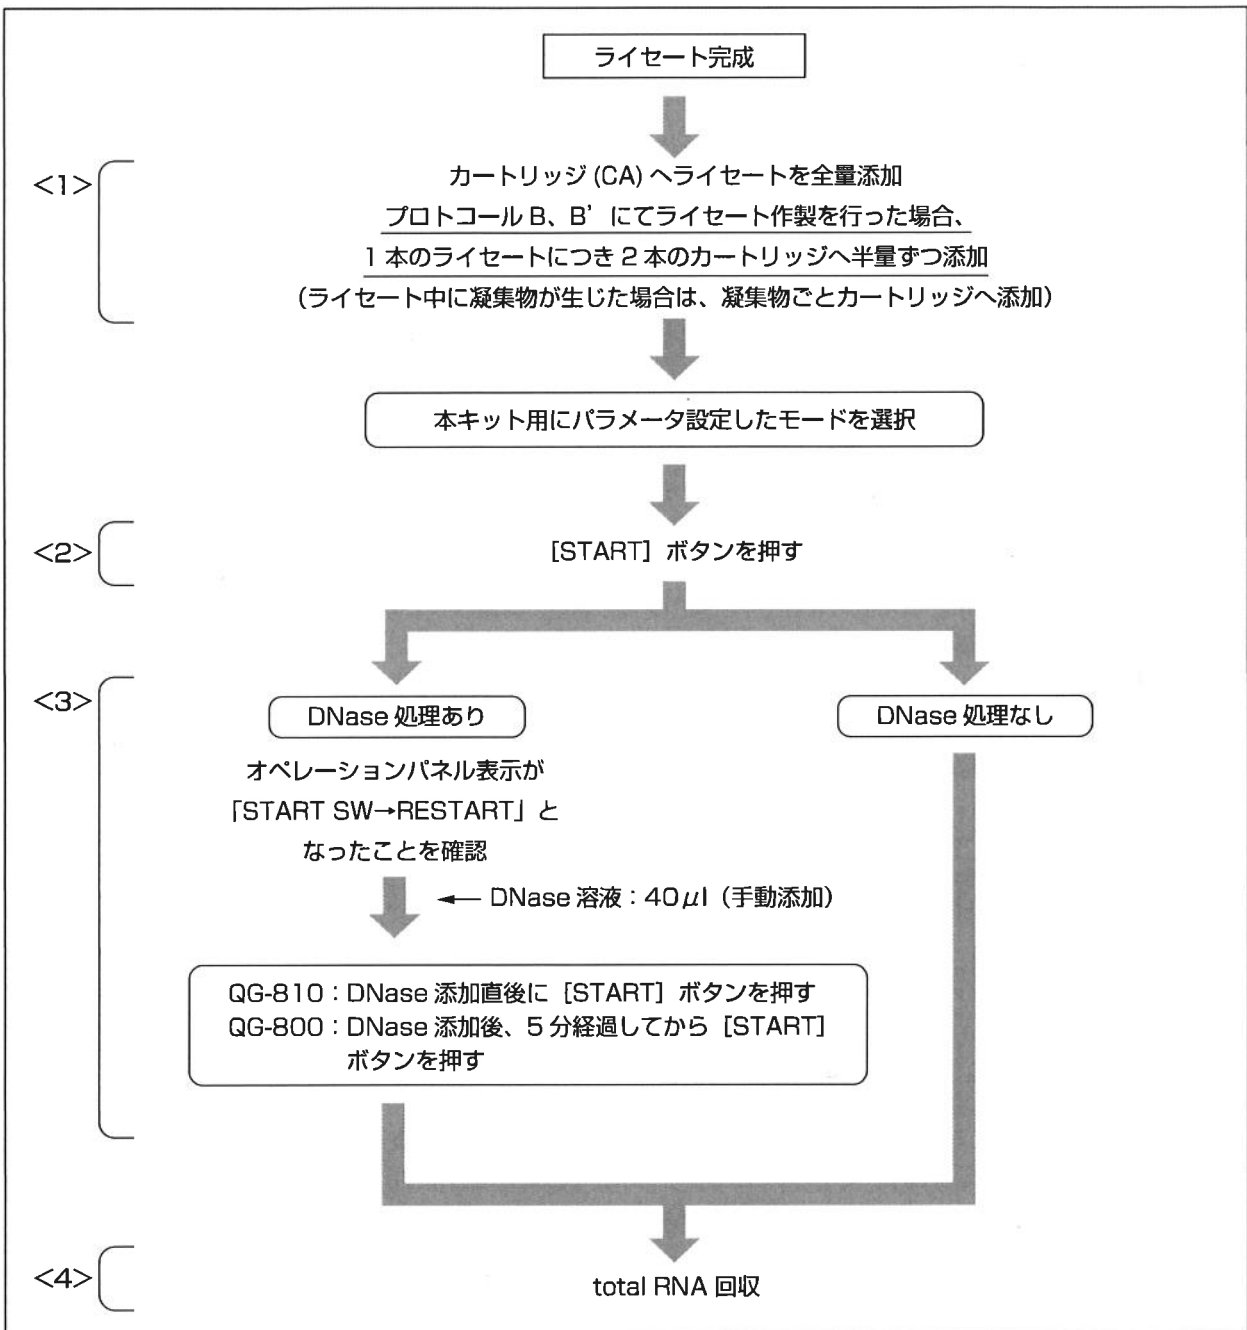 ライセート完成
<1>
カートリッジ (CA) へライセートを全量添加
プロトコール B、B’ にてライセート作製を行った場合、
1 本のライセートにつき 2 本のカートリッジへ半量ずつ添加
（ライセート中に凝集物が生じた場合は、凝集物ごとカートリッジへ添加）
本キット用にパラメータ設定したモードを選択
<2>
［START］ボタンを押す
<3>
DNase 処理あり
DNase 処理なし
オペレーションパネル表示が
「START SW→RESTART」と
なったことを確認
← DNase 溶液：40μl（手動添加）
QG-810：DNase 添加直後に［START］ボタンを押す
QG-800：DNase 添加後、5 分経過してから［START］
ボタンを押す
<4>
total RNA 回収